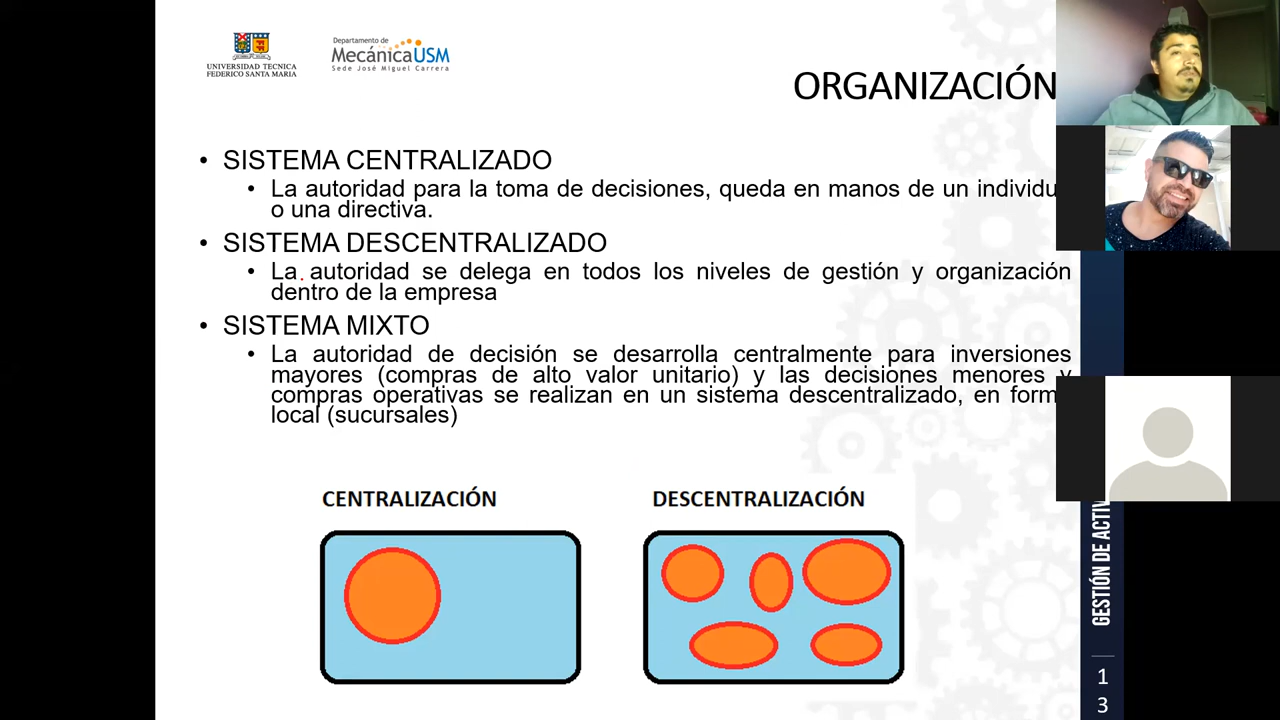 UNIVERSIDAD TECNICA
FEDERICO SANTA MARIA
Departamento de
MecánicaUSM
Sede José Miguel Carrera
ORGANIZACIÓN
• SISTEMA CENTRALIZADO
• La autoridad para la toma de decisiones, queda en manos de un individu
o una directiva.
• SISTEMA DESCENTRALIZADO
• La autoridad se delega en todos los niveles de gestión y organización
dentro de la empresa
• SISTEMA MIXTO
• La autoridad de decisión se desarrolla centralmente para inversiones
mayores (compras de alto valor unitario) y las decisiones menores y
compras operativas se realizan en un sistema descentralizado, en form
local (sucursales)
CENTRALIZACIÓN
DESCENTRALIZACIÓN
GESTIÓN DE ACTIV
1
3